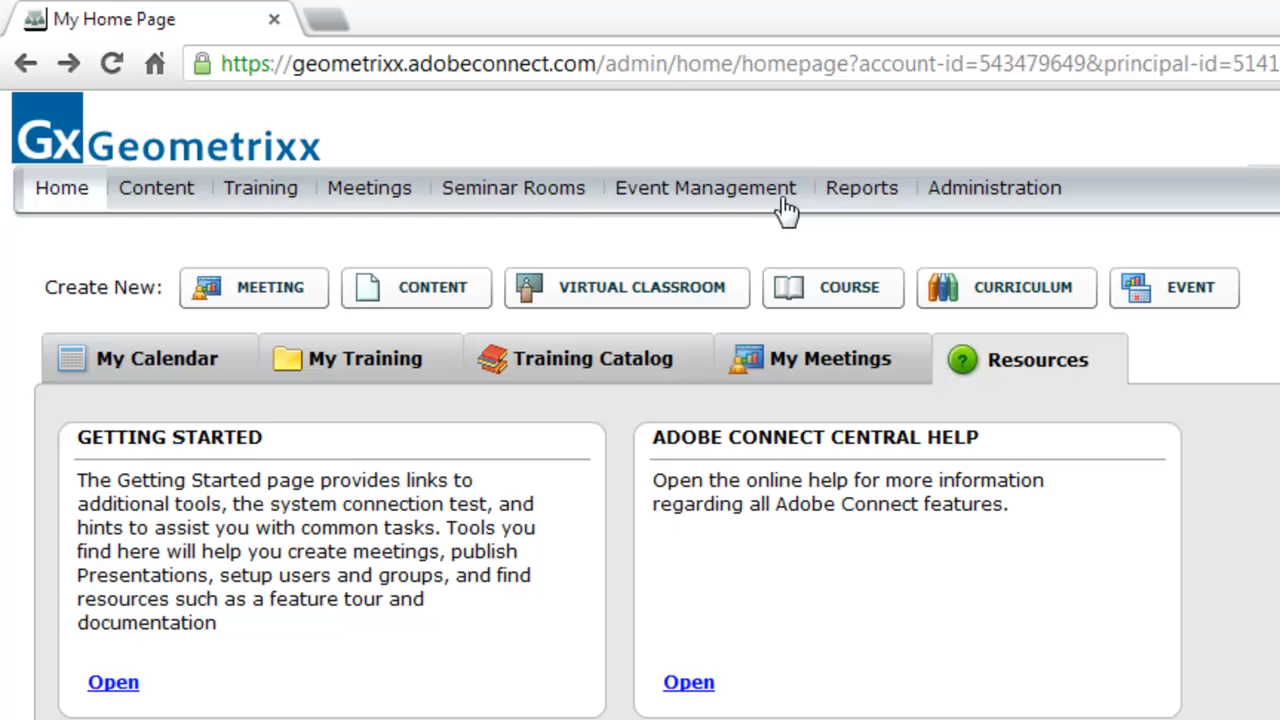 My Home Page
https://geometrixx.adobeconnect.com/admin/home/homepage?account-id=543479649&principal-id=5141
Gx Geometrixx
Home Content Training Meetings Seminar Rooms Event Management Reports Administration
Create New: MEETING CONTENT VIRTUAL CLASSROOM COURSE CURRICULUM EVENT
My Calendar My Training Training Catalog My Meetings ? Resources
GETTING STARTED
The Getting Started page provides links to
additional tools, the system connection test, and
hints to assist you with common tasks. Tools you
find here will help you create meetings, publish
Presentations, setup users and groups, and find
resources such as a feature tour and
documentation
Open
ADOBE CONNECT CENTRAL HELP
Open the online help for more information
regarding all Adobe Connect features.
Open